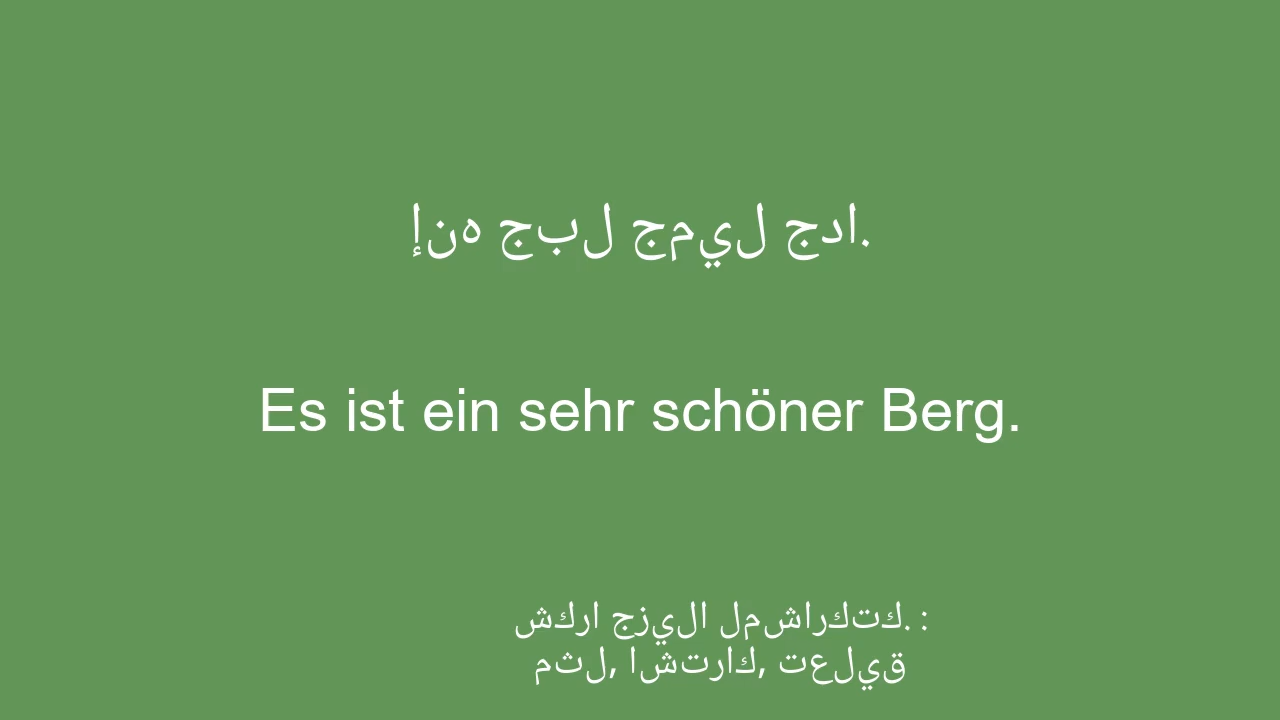 إنه جبل جميل جدا.
Es ist ein sehr schöner Berg.
شكرا جزيلا لمشاركتك. :
مثل, اشتراك, تعليق